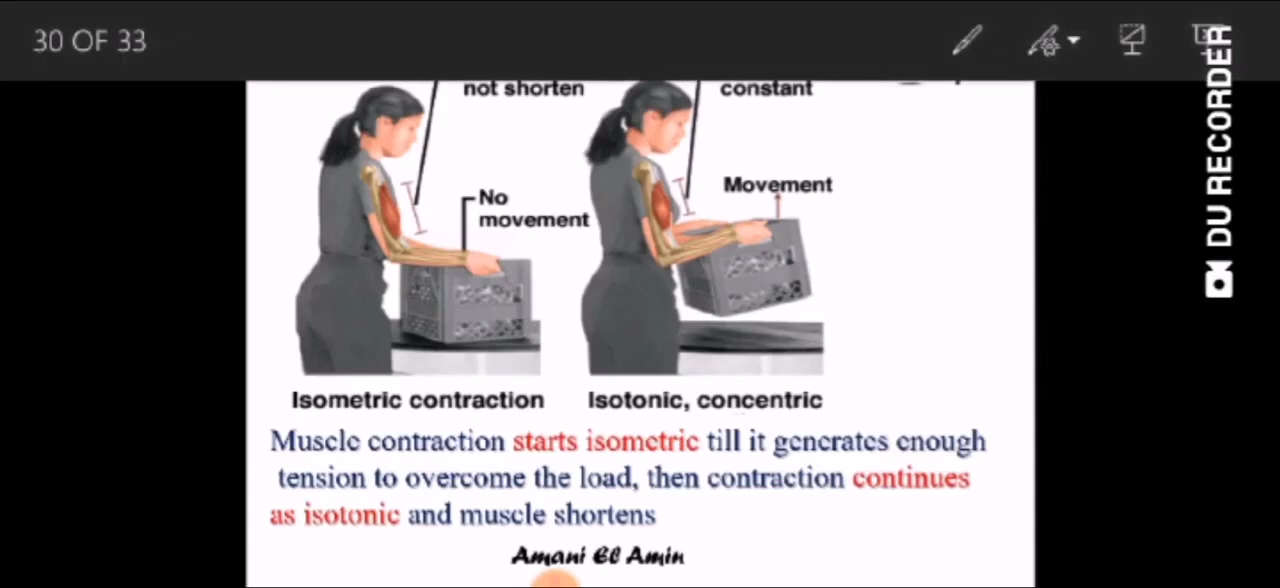 30 OF 33
not shorten
constant
No
movement
Movement
Isometric contraction
Isotonic, concentric
Muscle contraction starts isometric till it generates enough
tension to overcome the load, then contraction continues
as isotonic and muscle shortens
Amani El Amin
DU RECORDER